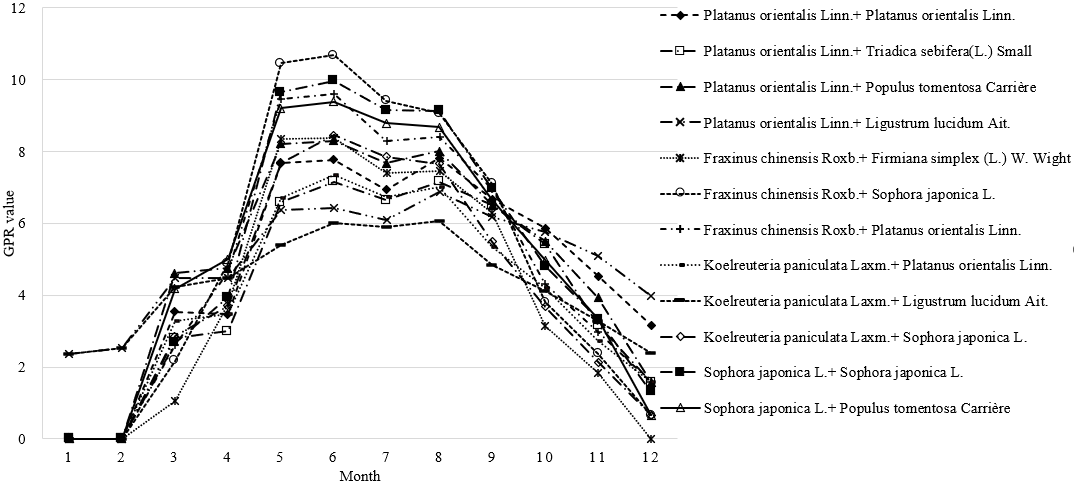 12
10
8
6
4
2
0
GPR value
1 2 3 4 5 6 7 8 9 10 11 12
Month
Platanus orientalis Linn.+ Platanus orientalis Linn.
Platanus orientalis Linn.+ Triadica sebifera(L.) Small
Platanus orientalis Linn.+ Populus tomentosa Carrière
Platanus orientalis Linn.+ Ligustrum lucidum Ait.
Fraxinus chinensis Roxb.+ Firmiana simplex (L.) W. Wight
Fraxinus chinensis Roxb.+ Sophora japonica L.
Fraxinus chinensis Roxb.+ Platanus orientalis Linn.
Koelreuteria paniculata Laxm.+ Platanus orientalis Linn.
Koelreuteria paniculata Laxm.+ Ligustrum lucidum Ait.
Koelreuteria paniculata Laxm.+ Sophora japonica L.
Sophora japonica L.+ Sophora japonica L.
Sophora japonica L.+ Populus tomentosa Carrière